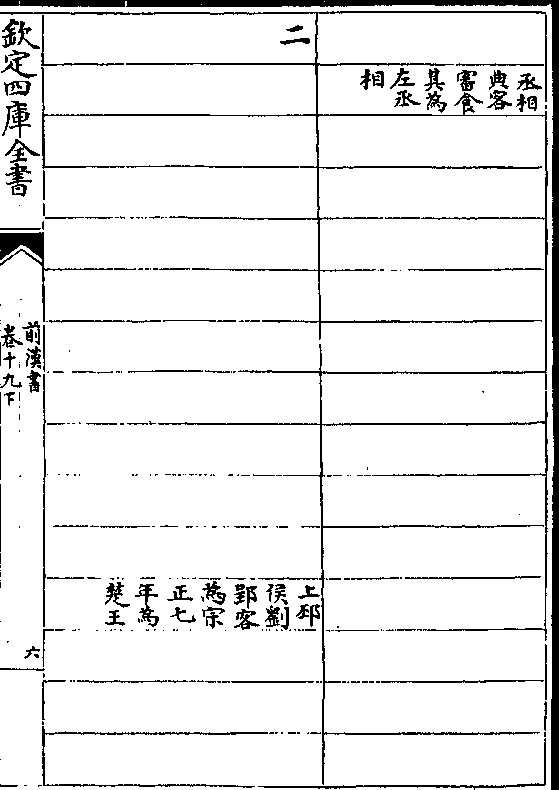 丞相
典客
審食
其為
左丞
相
二
上邳
侯劉
郢客
為宗
正七
年為
楚王
欽定四庫全書
前漢書
卷十九下
六